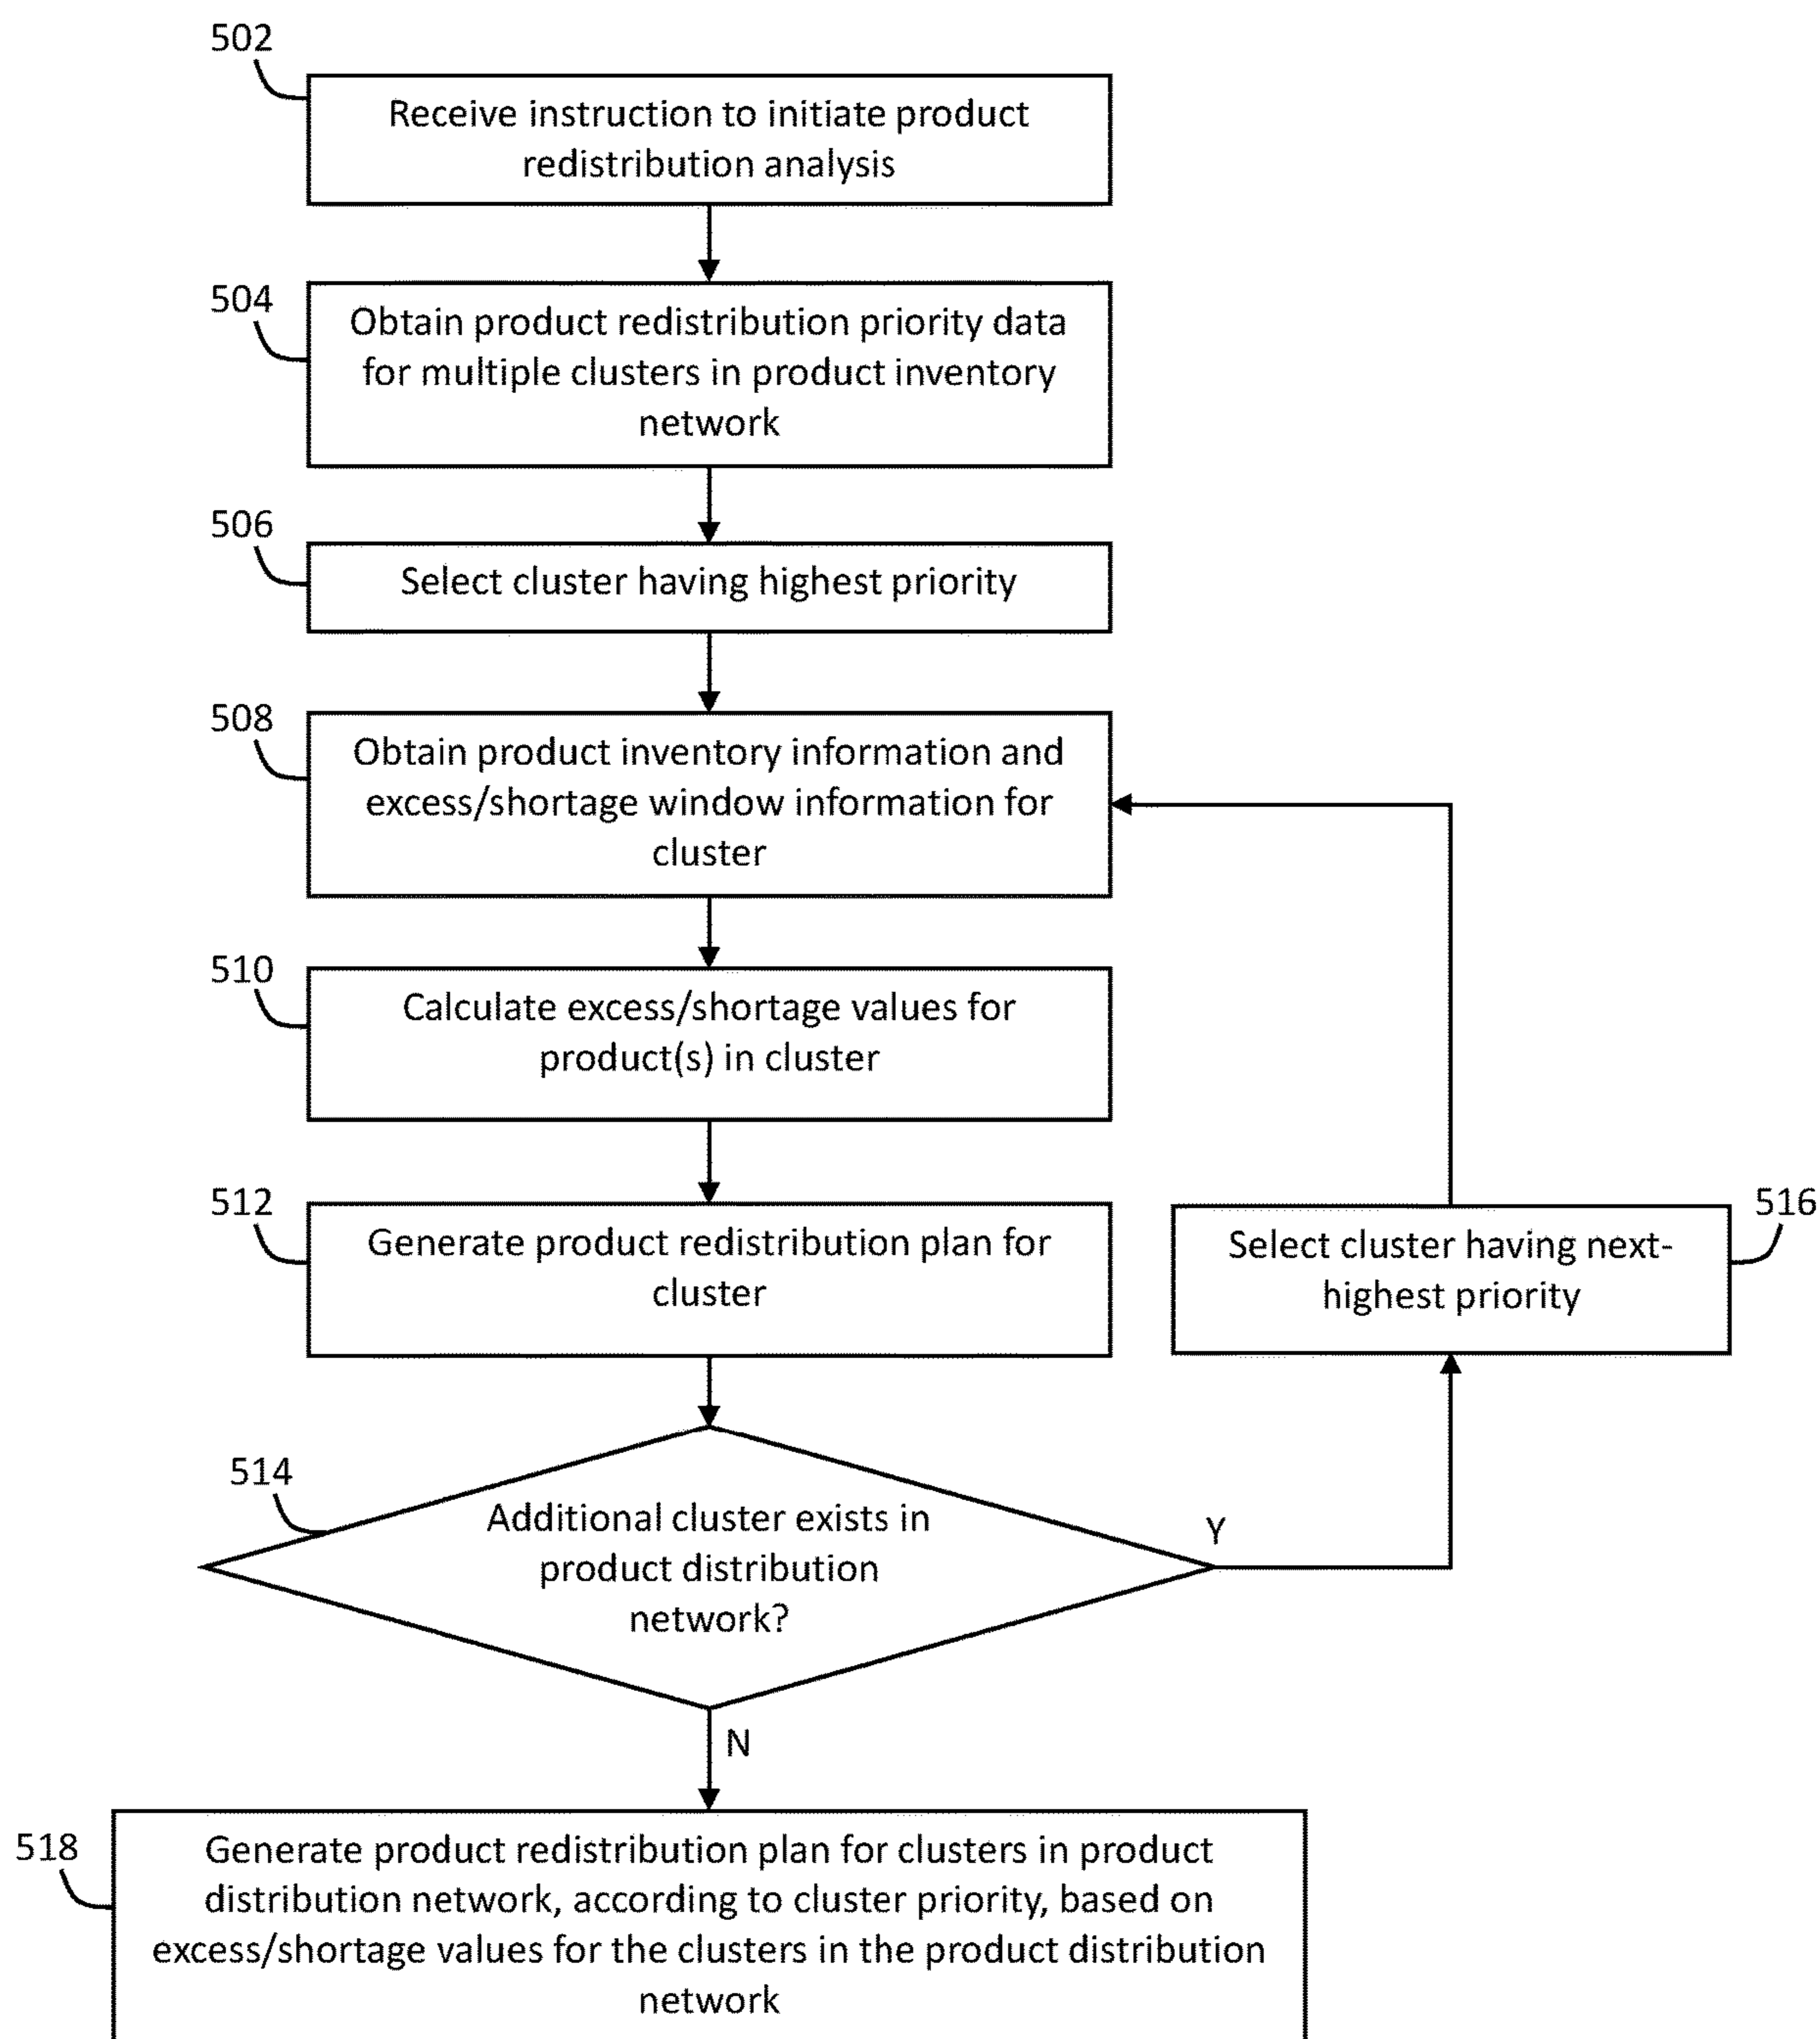 502
Receive instruction to initiate product
redistribution analysis
504
Obtain product redistribution priority data
for multiple clusters in product inventory
network
506
Select cluster having highest priority
508
Obtain product inventory information and
excess/shortage window information for
cluster
510
Calculate excess/shortage values for
product(s) in cluster
512
Generate product redistribution plan for
cluster
516
Select cluster having next-
highest priority
514
Additional cluster exists in
product distribution
network?
Y
N
518
Generate product redistribution plan for clusters in product
distribution network, according to cluster priority, based on
excess/shortage values for the clusters in the product distribution
network